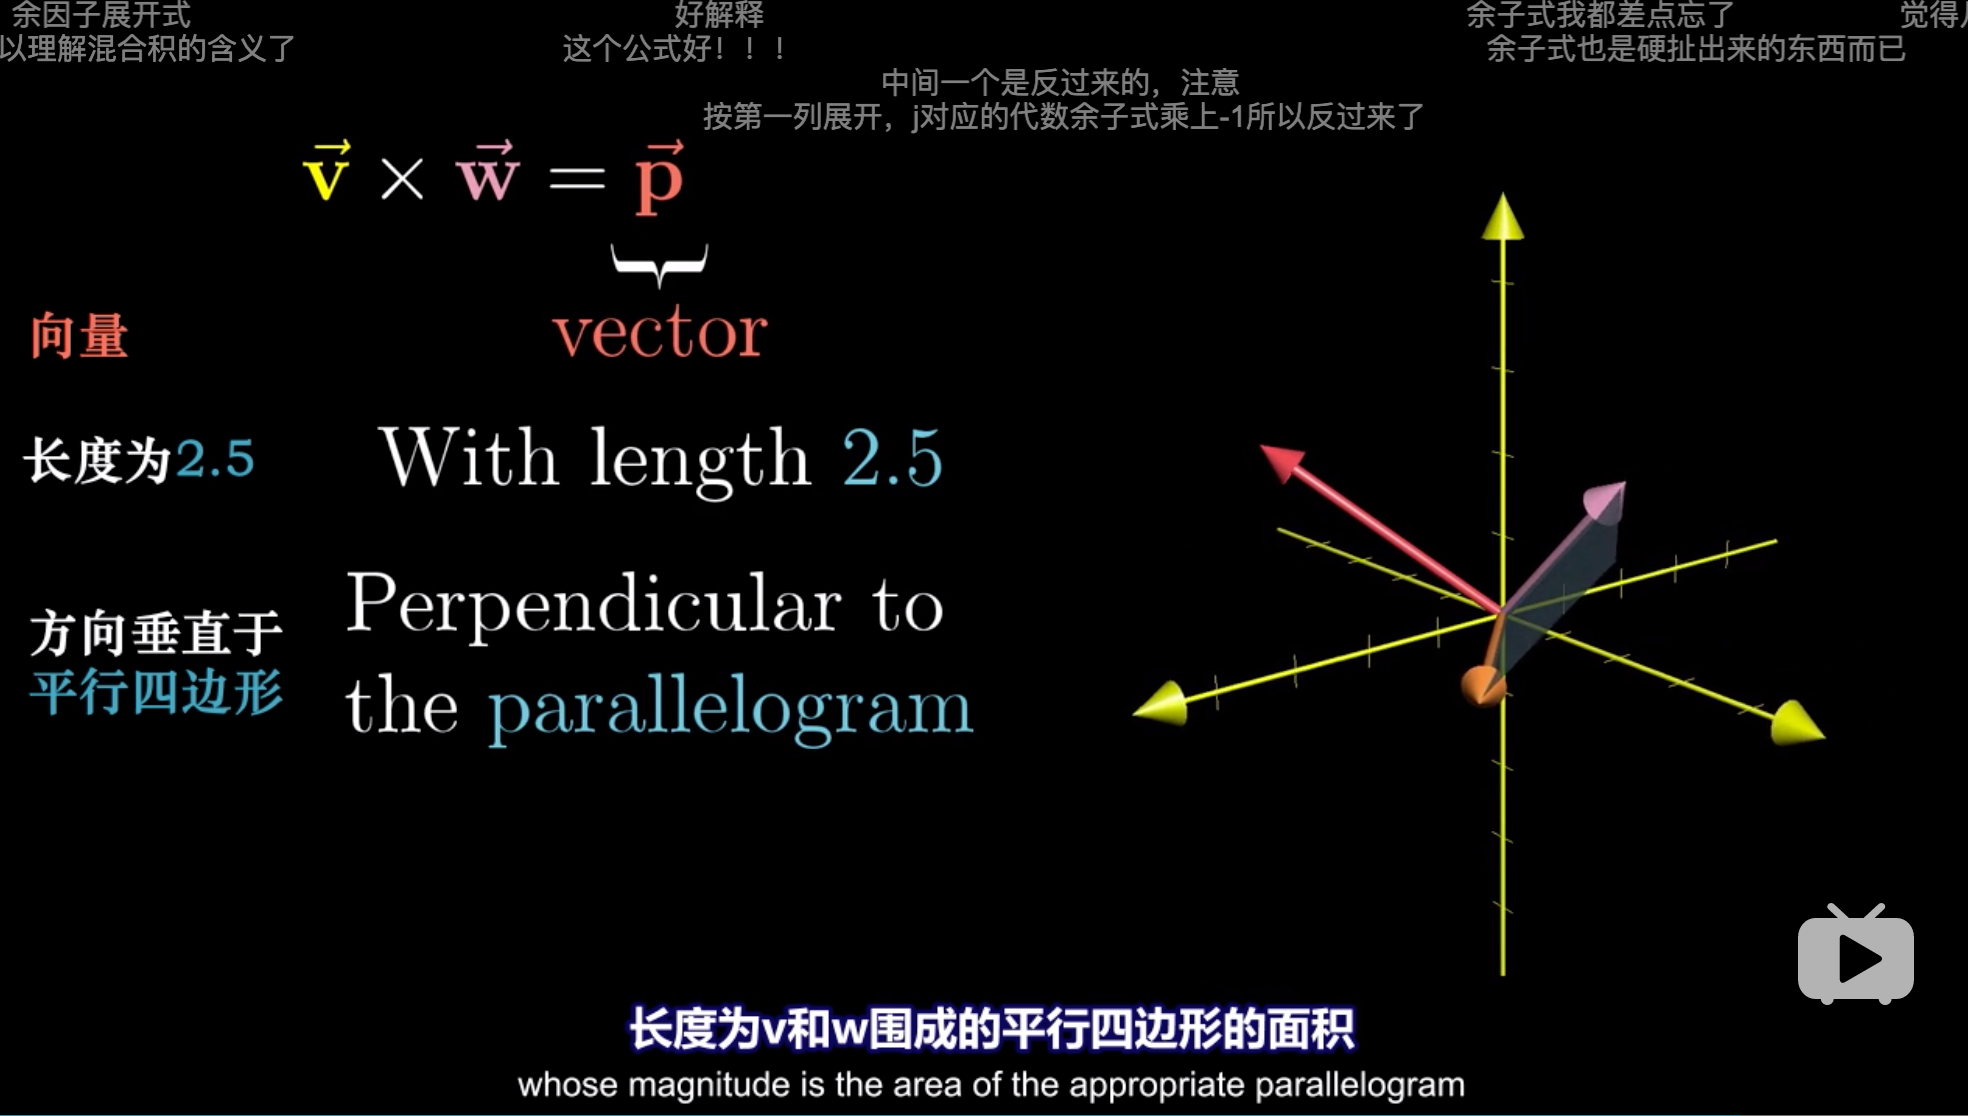 余因子展开式
好解释
余子式我都差点忘了
觉得
以理解混合积的含义了
这个公式好！！！
余子式也是硬扯出来的东西而已
中间一个是反过来的，注意
按第一列展开，j对应的代数余子式乘上-1所以反过来了
v⃗ × w⃗ = p⃗
向量
vector
长度为2.5
With length 2.5
方向垂直于
平行四边形
Perpendicular to
the parallelogram
长度为v和w围成的平行四边形的面积
whose magnitude is the area of the appropriate parallelogram